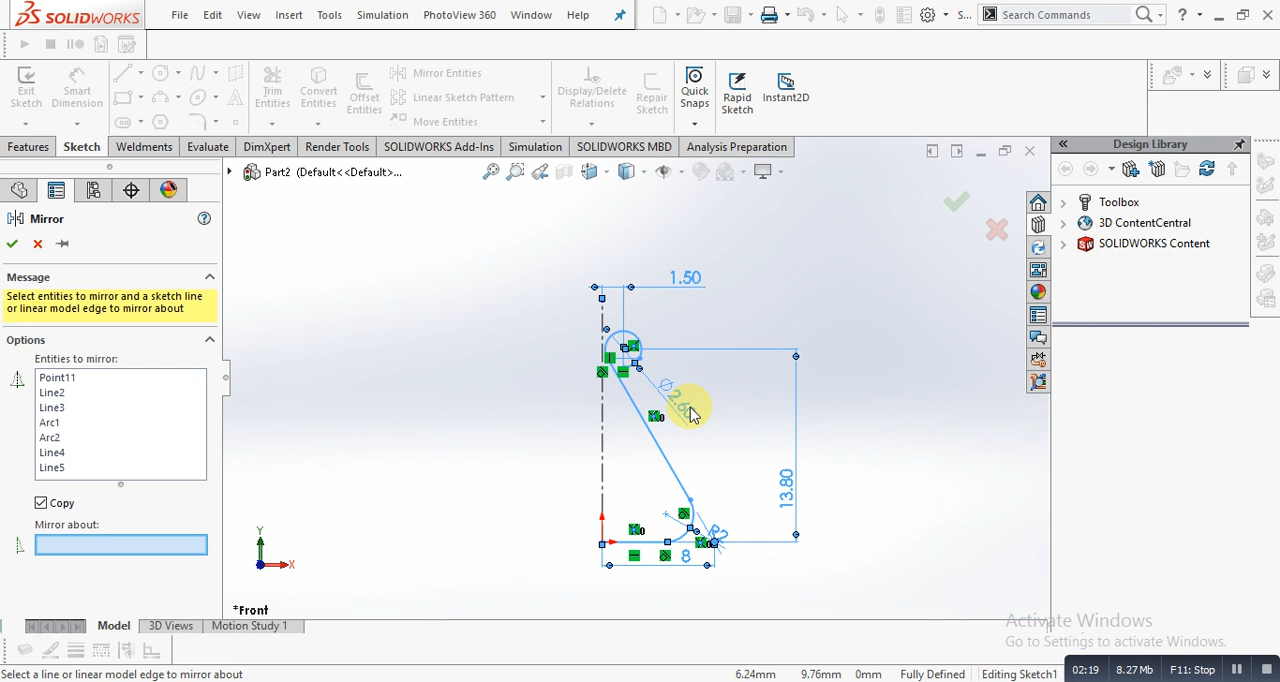 SOLIDWORKS File Edit View Insert Tools Simulation PhotoView 360 Window Help S... Search Commands ?
Exit Sketch
Smart Dimension
Trim Entities
Convert Entities
Offset Entities
Mirror Entities
Linear Sketch Pattern
Move Entities
Display/Delete Relations
Repair Sketch
Quick Snaps
Rapid Sketch
Instant2D
Features Sketch Weldments Evaluate DimXpert Render Tools SOLIDWORKS Add-Ins Simulation SOLIDWORKS MBD Analysis Preparation
Design Library
Part2 (Default<<Default>...
Toolbox
3D ContentCentral
SOLIDWORKS Content
Mirror ?
Message
Select entities to mirror and a sketch line
or linear model edge to mirror about
Options
Entities to mirror:
Point11
Line2
Line3
Arc1
Arc2
Line4
Line5
Copy
Mirror about:
1.50
Ø2.60
13.80
R2
8
Y
X
*Front
Model 3D Views Motion Study 1
Activate Windows
Go to Settings to activate Windows.
Select a line or linear model edge to mirror about 6.24mm 9.76mm 0mm Fully Defined Editing Sketch1
02:19 8.27 Mb F11: Stop